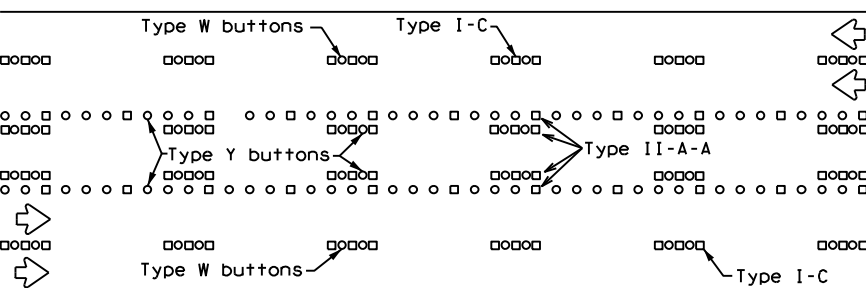 Type W buttons
Type I-C
Type Y buttons
Type II-A-A
Type W buttons
Type I-C